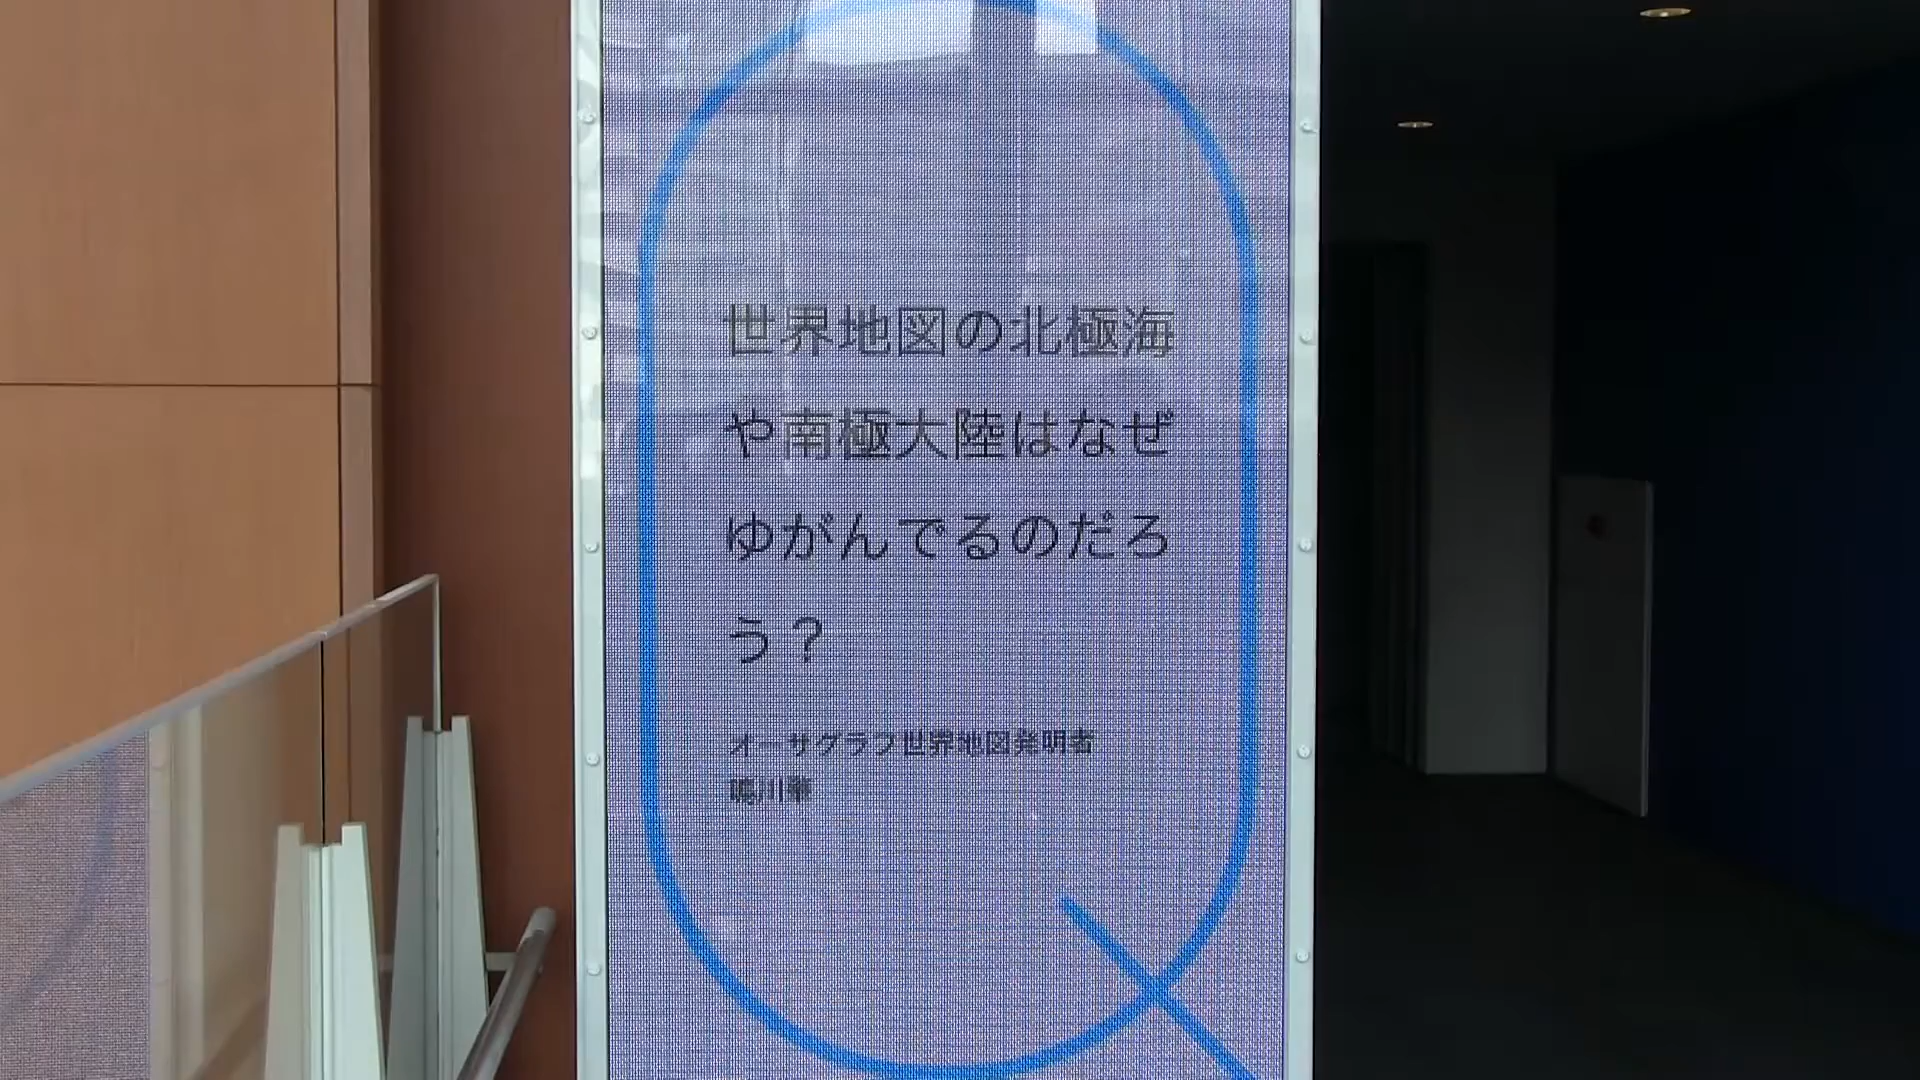 世界地図の北極海
や南極大陸はなぜ
ゆがんでるのだろ
う？
オーサグラフ世界地図発明者
鳴川肇